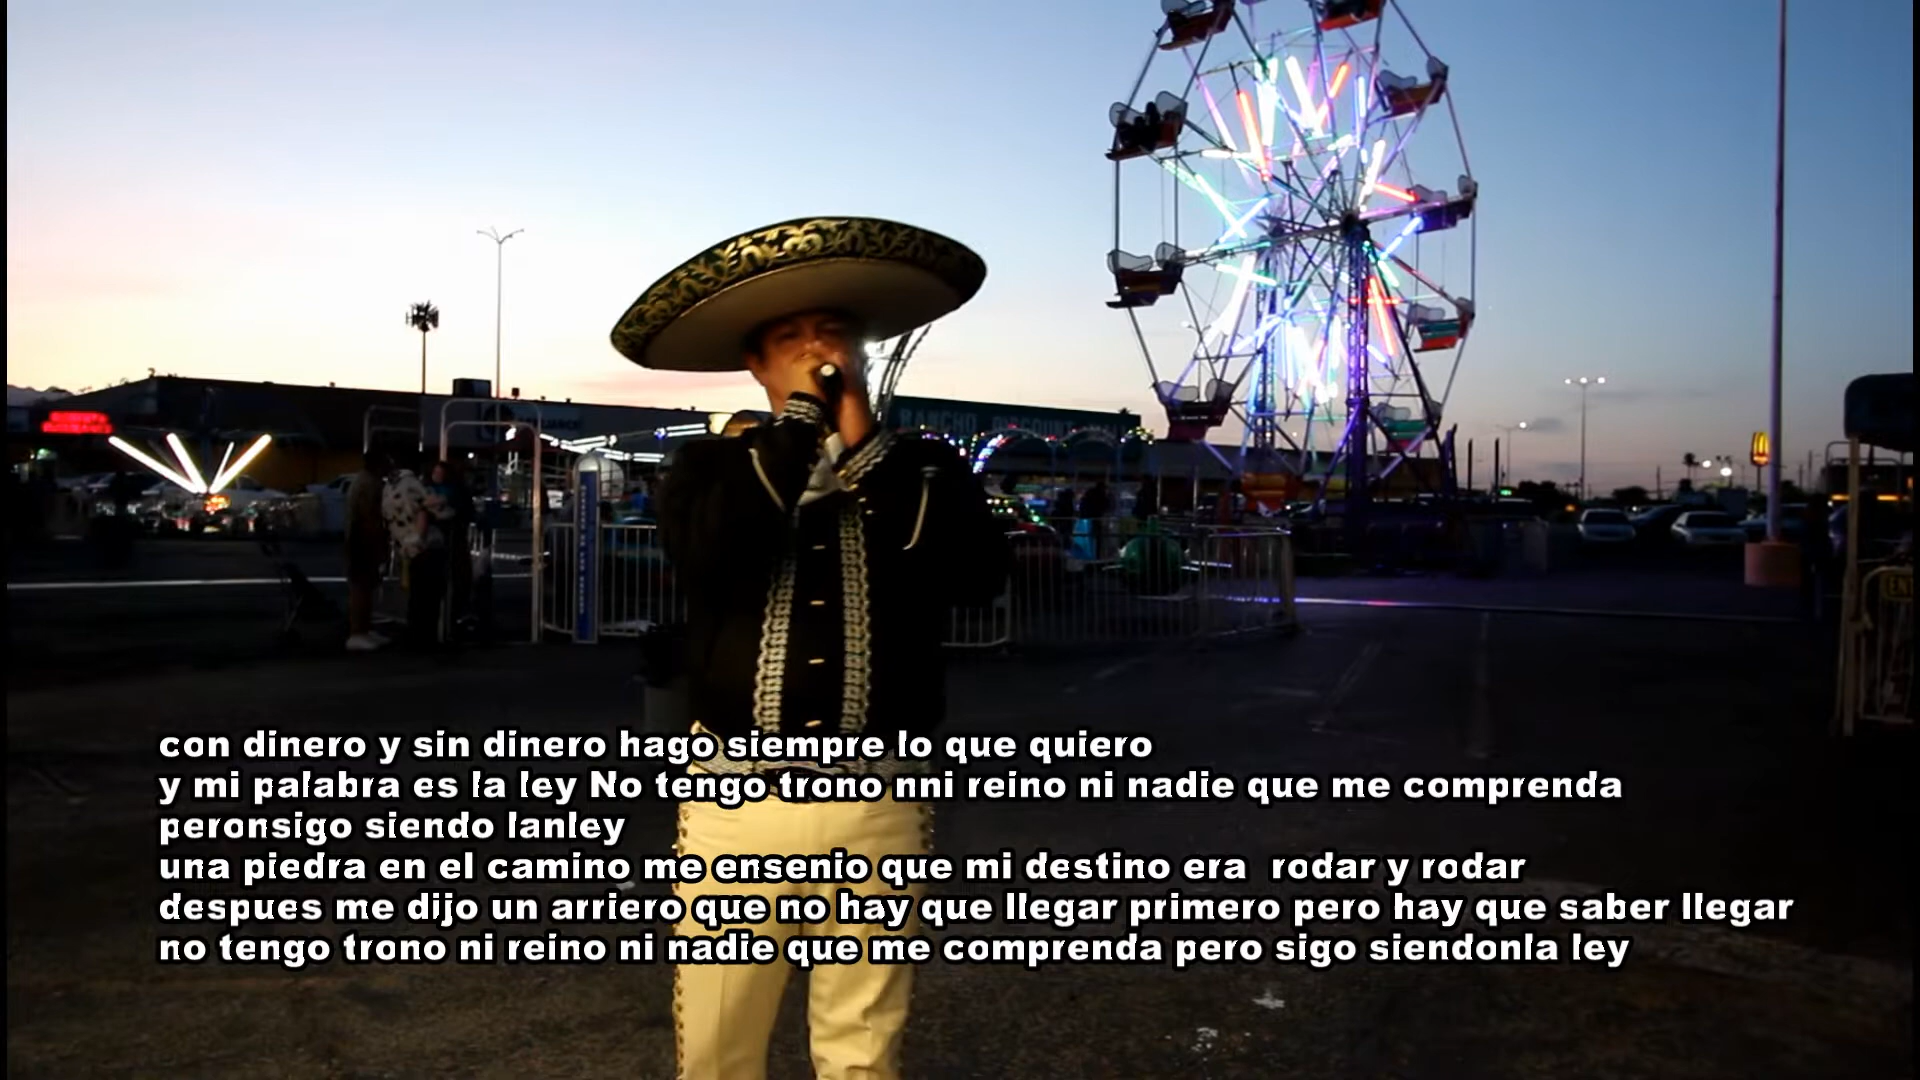 RANCHO DISCOUNT MALL
con dinero y sin dinero hago siempre lo que quiero
y mi palabra es la ley No tengo trono nni reino ni nadie que me comprenda
peronsigo siendo lanley
una piedra en el camino me ensenio que mi destino era  rodar y rodar
despues me dijo un arriero que no hay que llegar primero pero hay que saber llegar
no tengo trono ni reino ni nadie que me comprenda pero sigo siendonla ley